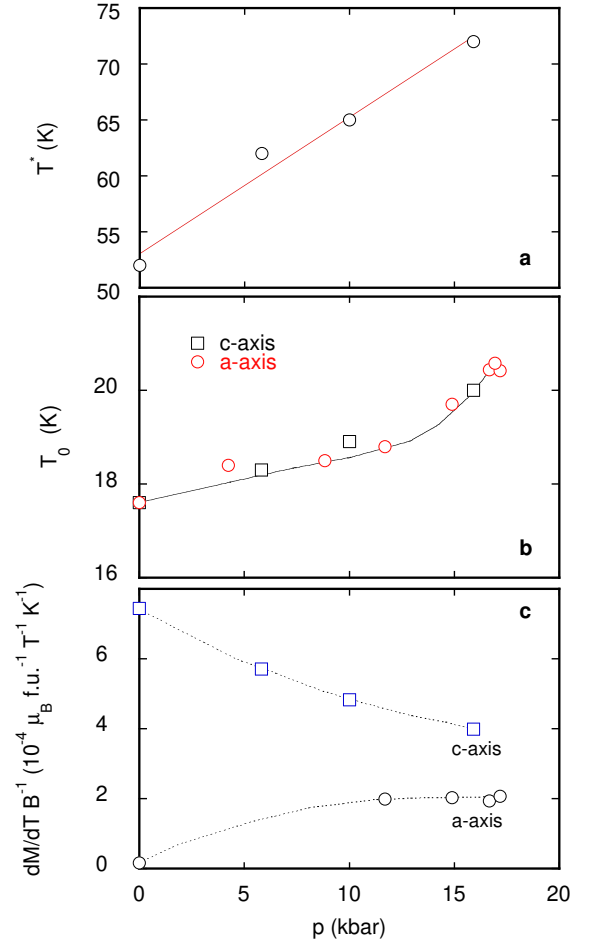 75
70
65
60
55
50
T* (K)
a
c-axis
a-axis
20
18
16
T₀ (K)
b
6
4
2
0
dM/dT B⁻¹ (10⁻⁴ μ_B f.u.⁻¹ T⁻¹ K⁻¹)
c
c-axis
a-axis
0 5 10 15 20
p (kbar)